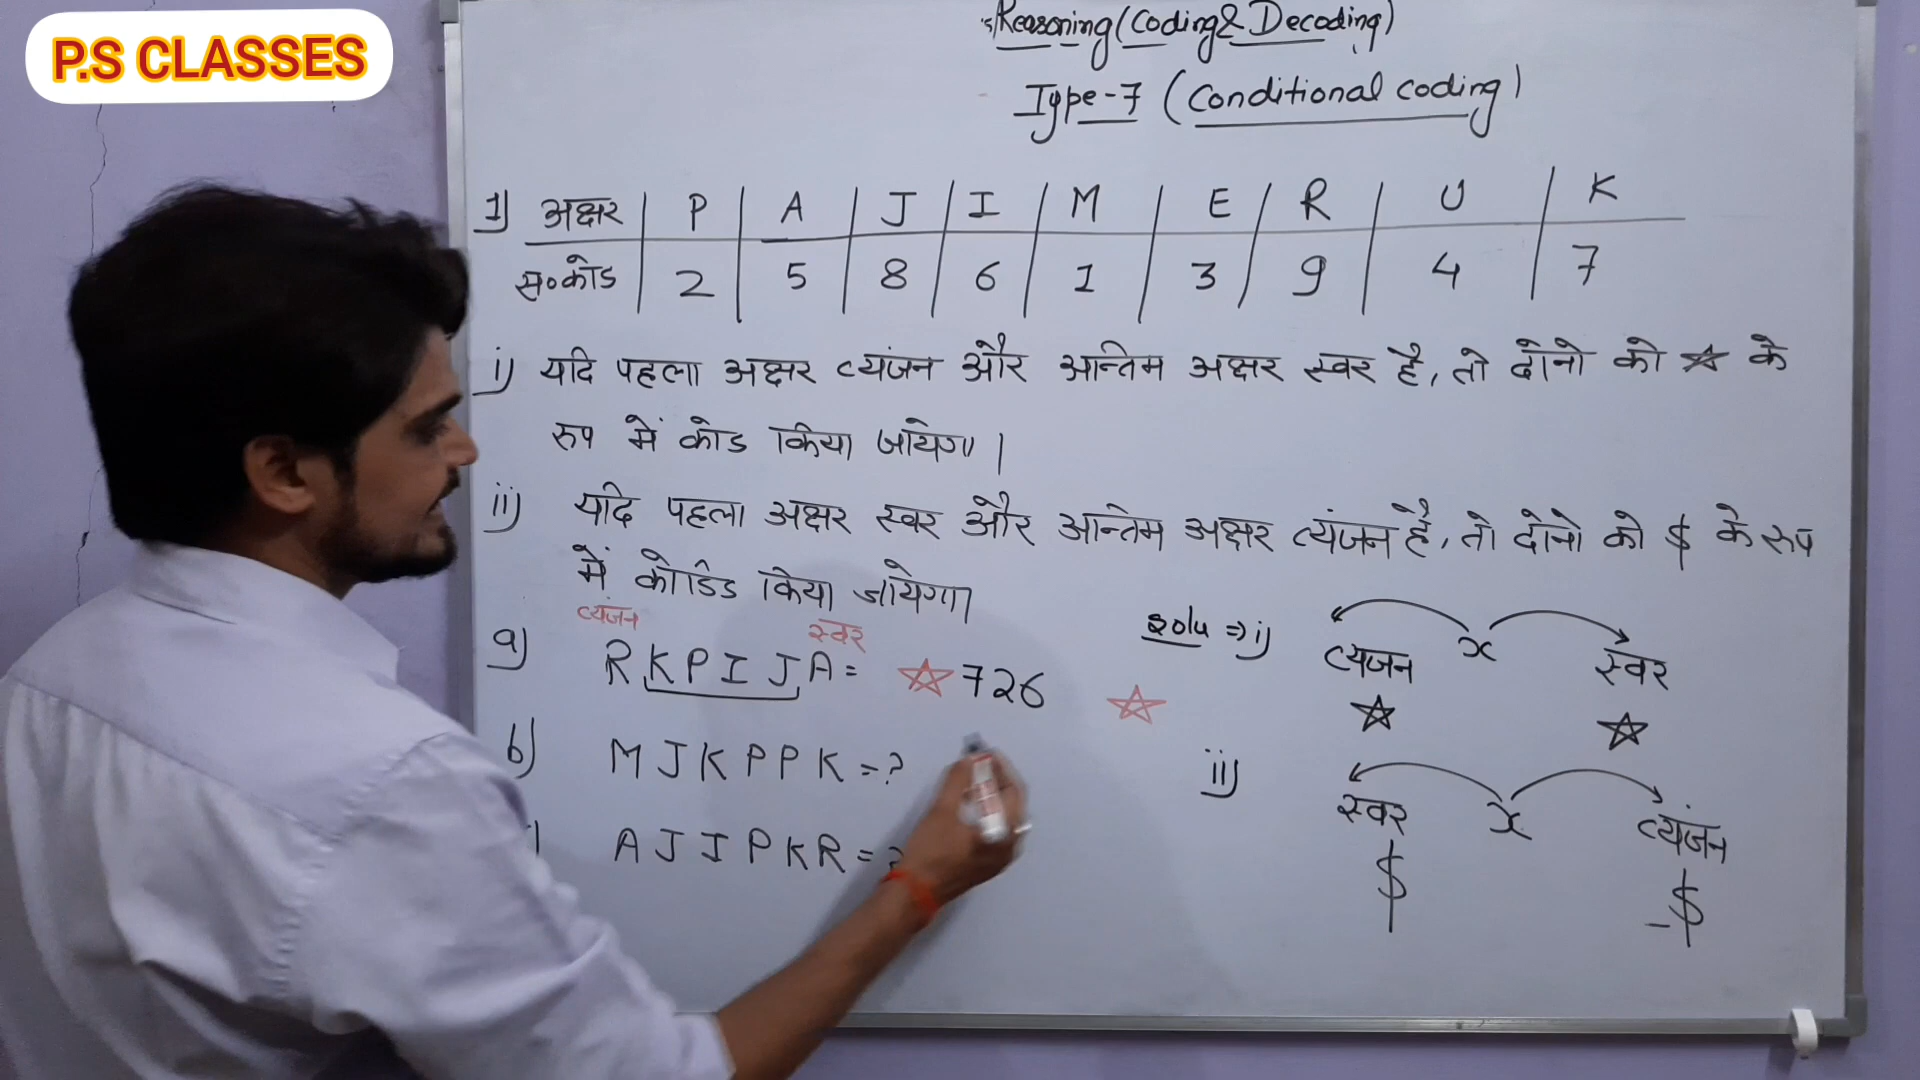 P.S CLASSES
Reasoning (Coding & Decoding)
Type-7 (Conditional coding)
1) अक्षर P A J I M E R U K
स०कोड 2 5 8 6 1 3 9 4 7
i) यदि पहला अक्षर व्यंजन और अन्तिम अक्षर स्वर है, तो दोनो को ☆ के
रुप में कोड किया जायेगा।
ii) यदि पहला अक्षर स्वर और अन्तिम अक्षर व्यंजन है, तो दोनो को $ के रुप
में कोडिड किया जायेगा
व्यंजन स्वर
a) R K P I J A = ☆ 726 ☆
b) M J K P P K = ?
A J I P K R = ?
Solu ⇒ i) व्यंजन x स्वर
☆ ☆
ii) स्वर x व्यंजन
$ $